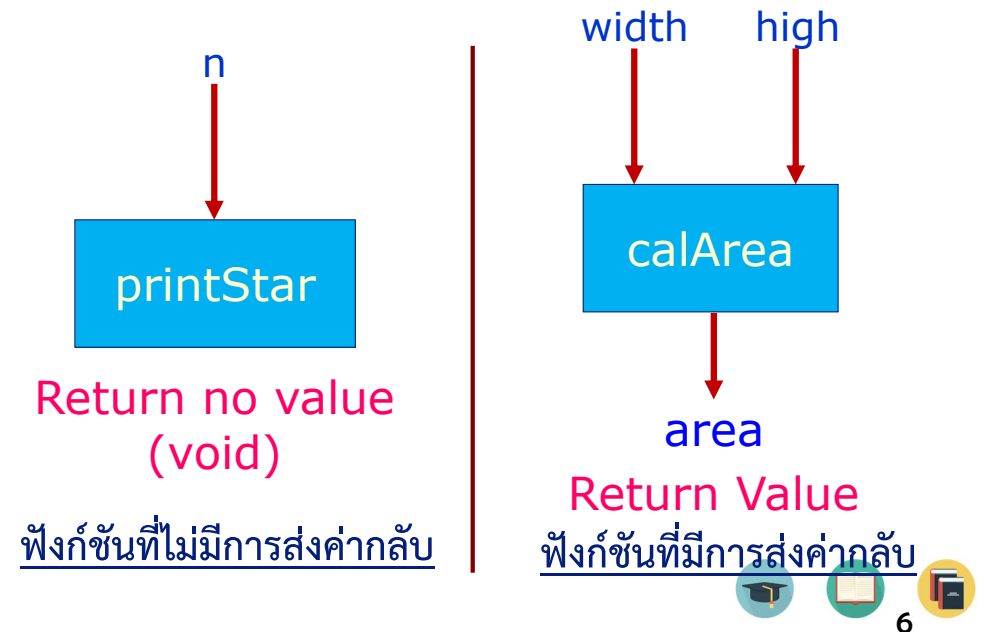 n
printStar
Return no value
(void)
ฟังก์ชันที่ไม่มีการส่งค่ากลับ
width high
calArea
area
Return Value
ฟังก์ชันที่มีการส่งค่ากลับ
6